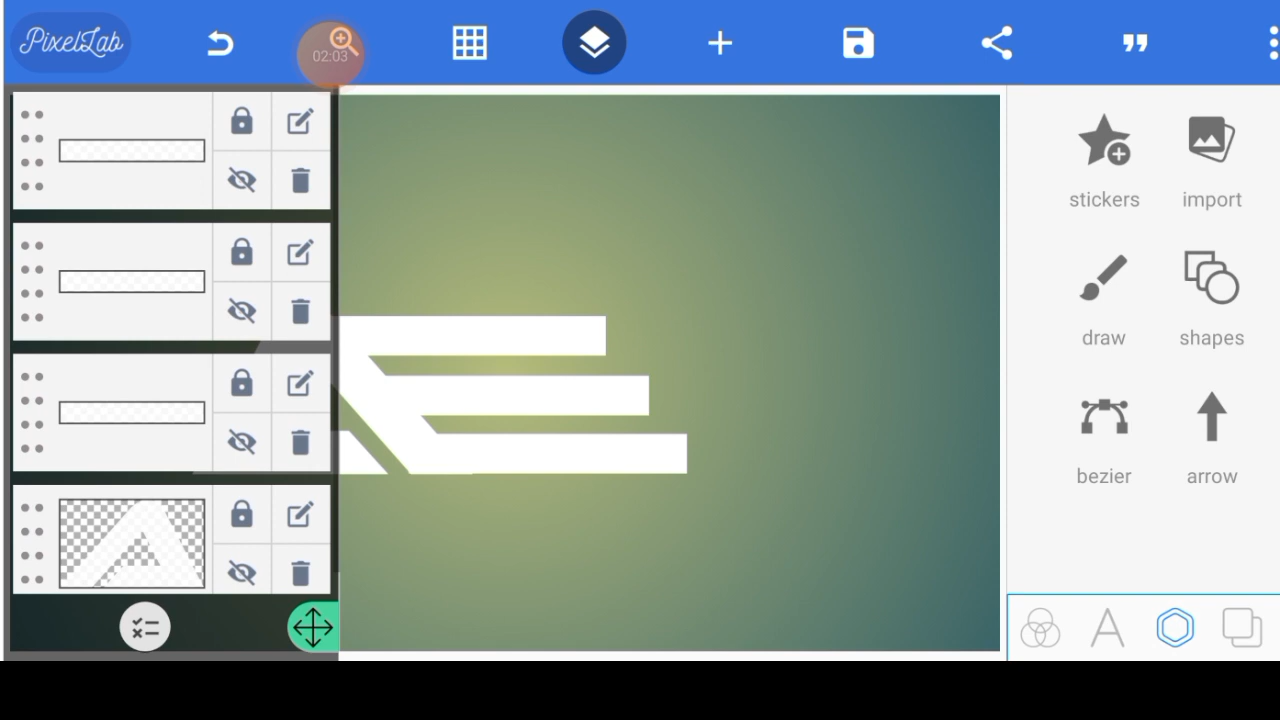 PixelLab
02:03
stickers
import
draw
shapes
bezier
arrow